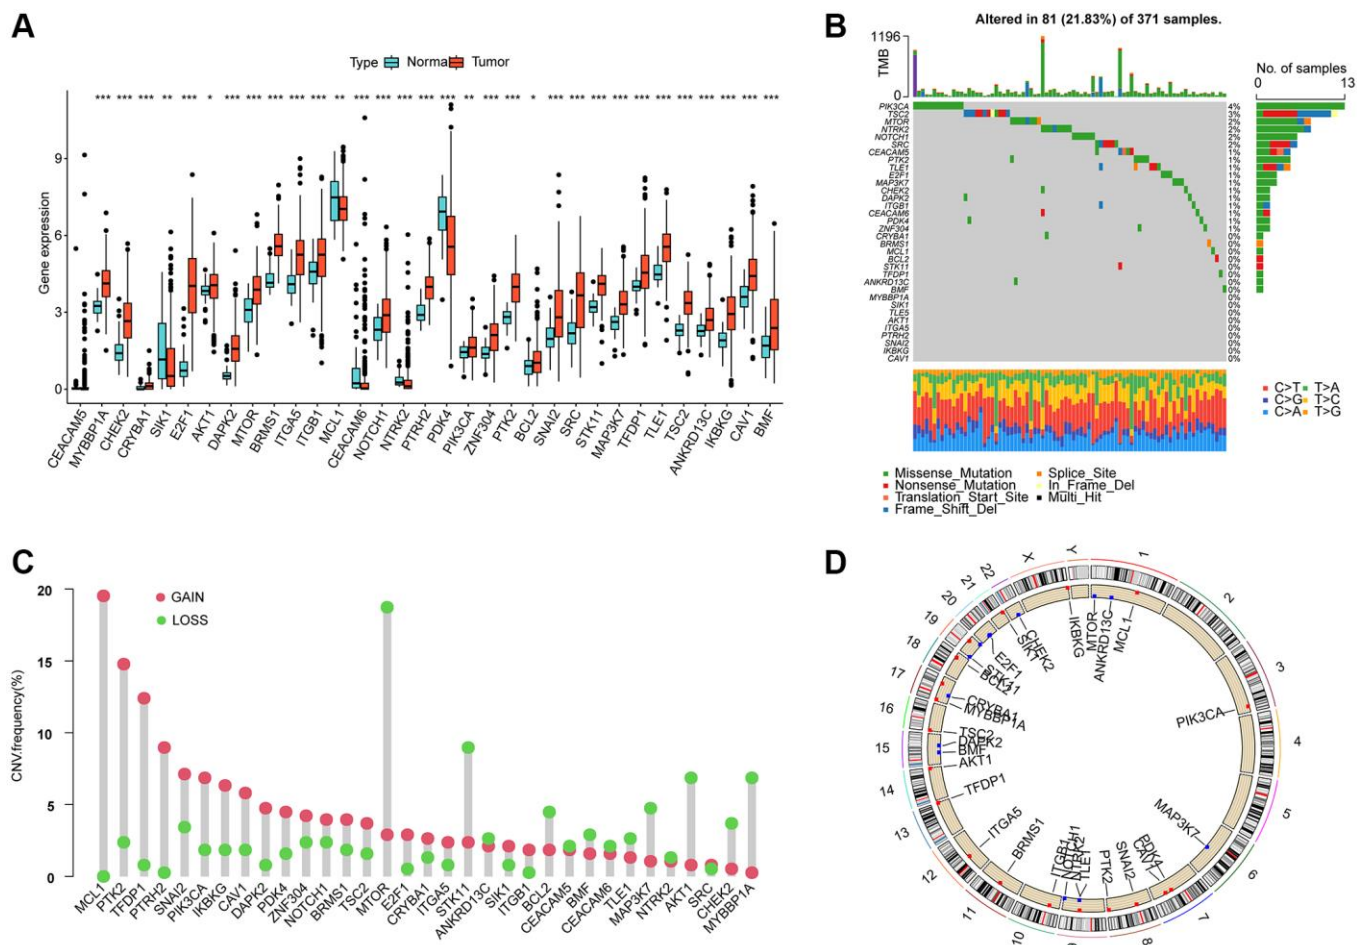 A
Type Normal Tumor
*** *** *** ** *** * *** *** *** *** *** ** *** *** *** *** *** ** *** *** * *** *** *** *** *** *** *** *** *** ***
Gene expression
9
6
3
0
CEACAM5
MYBBP1A
CHEK2
CRYBA1
SIK1
E2F1
AKT1
DAPK2
MTOR
BRMS1
ITGA5
ITGB1
MCL1
CEACAM6
NOTCH1
NTRK2
PTRH2
PDK4
PIK3CA
ZNF304
PTK2
BCL2
SNAI2
SRC
STK11
MAP3K7
TFDP1
TLE1
TSC2
ANKRD13C
IKBKG
CAV1
BMF
B
Altered in 81 (21.83%) of 371 samples.
1196
TMB
0
No. of samples
0 13
PIK3CA 4%
TSC2 3%
MTOR 2%
NTRK2 2%
NOTCH1 2%
SRC 2%
CEACAM5 1%
PTK2 1%
TLE1 1%
E2F1 1%
MAP3K7 1%
CHEK2 1%
DAPK2 1%
ITGB1 1%
CEACAM6 1%
PDK4 1%
ZNF304 1%
CRYBA1 0%
BRMS1 0%
MCL1 0%
BCL2 0%
STK11 0%
TFDP1 0%
ANKRD13C 0%
BMF 0%
MYBBP1A 0%
SIK1 0%
TLE5 0%
AKT1 0%
ITGA5 0%
PTRH2 0%
SNAI2 0%
IKBKG 0%
CAV1 0%
C>T T>A
C>G T>C
C>A T>G
Missense_Mutation Splice_Site
Nonsense_Mutation In_Frame_Del
Translation_Start_Site Multi_Hit
Frame_Shift_Del
C
GAIN
LOSS
CNV.frequency(%)
20
15
10
5
0
MCL1
PTK2
TFDP1
PTRH2
SNAI2
PIK3CA
IKBKG
CAV1
DAPK2
PDK4
ZNF304
NOTCH1
BRMS1
TSC2
MTOR
E2F1
CRYBA1
ITGA5
STK11
ANKRD13C
SIK1
ITGB1
BCL2
CEACAM5
BMF
CEACAM6
TLE1
MAP3K7
NTRK2
AKT1
SRC
CHEK2
MYBBP1A
D
1
2
3
4
5
6
7
8
10
11
12
13
14
15
16
17
18
19
20
21
22
X
Y
MTOR
ANKRD13C
MCL1
PIK3CA
MAP3K7
PDK4
CAV1
SNAI2
PTK2
TLE1
NTRK2
NOTCH1
ITGB1
BRMS1
ITGA5
TFDP1
AKT1
BMF
DAPK2
TSC2
MYBBP1A
CRYBA1
BCL2
STK11
E2F1
SIK1
CHEK2
IKBKG